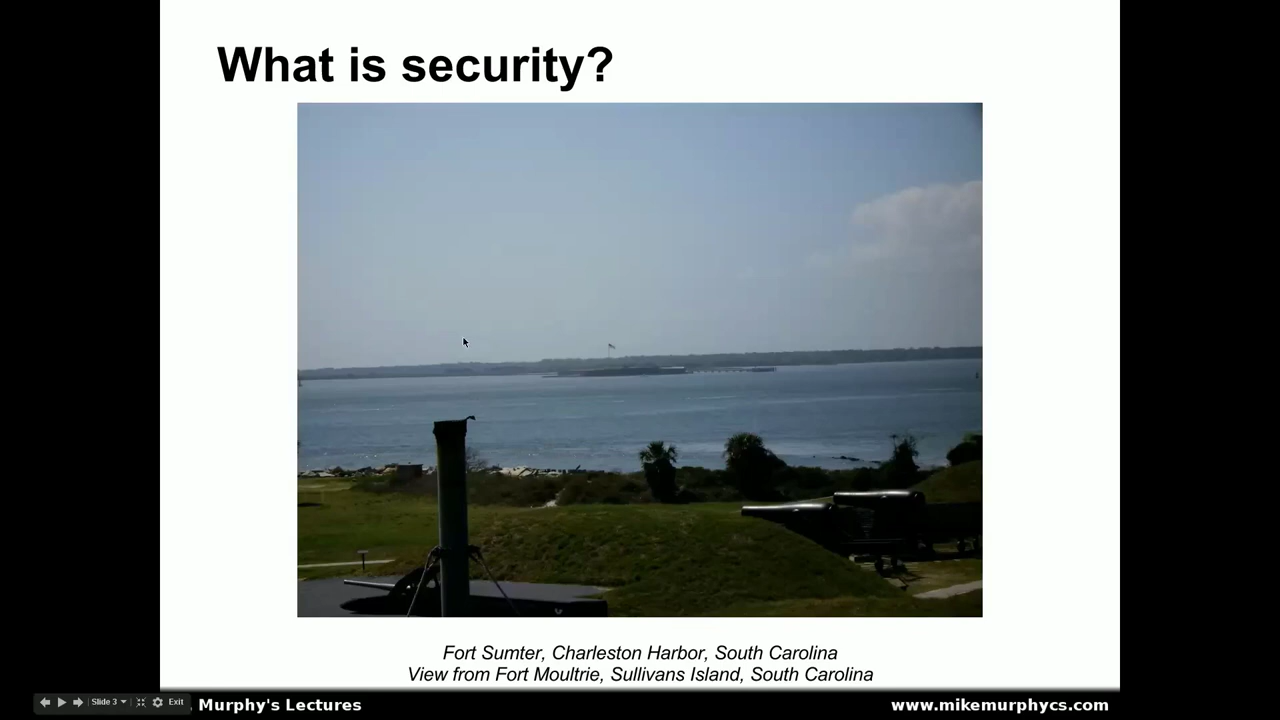 What is security?
Fort Sumter, Charleston Harbor, South Carolina
View from Fort Moultrie, Sullivans Island, South Carolina
Slide 3 Exit
Murphy's Lectures
www.mikemurphycs.com